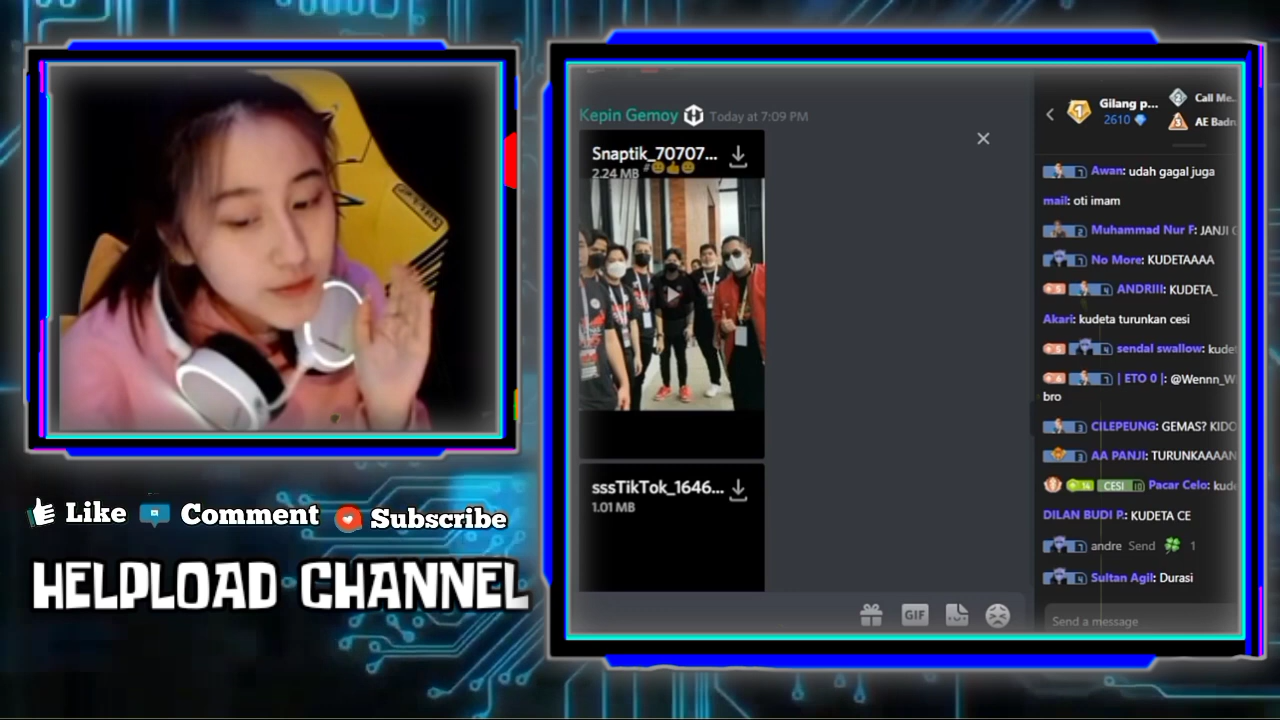 Kepin Gemoy Today at 7:09 PM
Snaptik_70707...
2.24 MB
sssTikTok_1646...
1.01 MB
GIF
Gilang p...
2610
Call Me..
AE Badn
Awan: udah gagal juga
mail: oti imam
Muhammad Nur F: JANJI
No More: KUDETAAAA
ANDRIII: KUDETA_
Akari: kudeta turunkan cesi
sendal swallow: kude
| ETO 0 |: @Wennn_W
bro
CILEPEUNG: GEMAS? KIDO
AA PANJI: TURUNKAAAAN
14 CESI 10 Pacar Celo: kude
DILAN BUDI P.: KUDETA CE
andre Send 1
Sultan Agil: Durasi
Send a message
Like Comment Subscribe
HELPLOAD CHANNEL